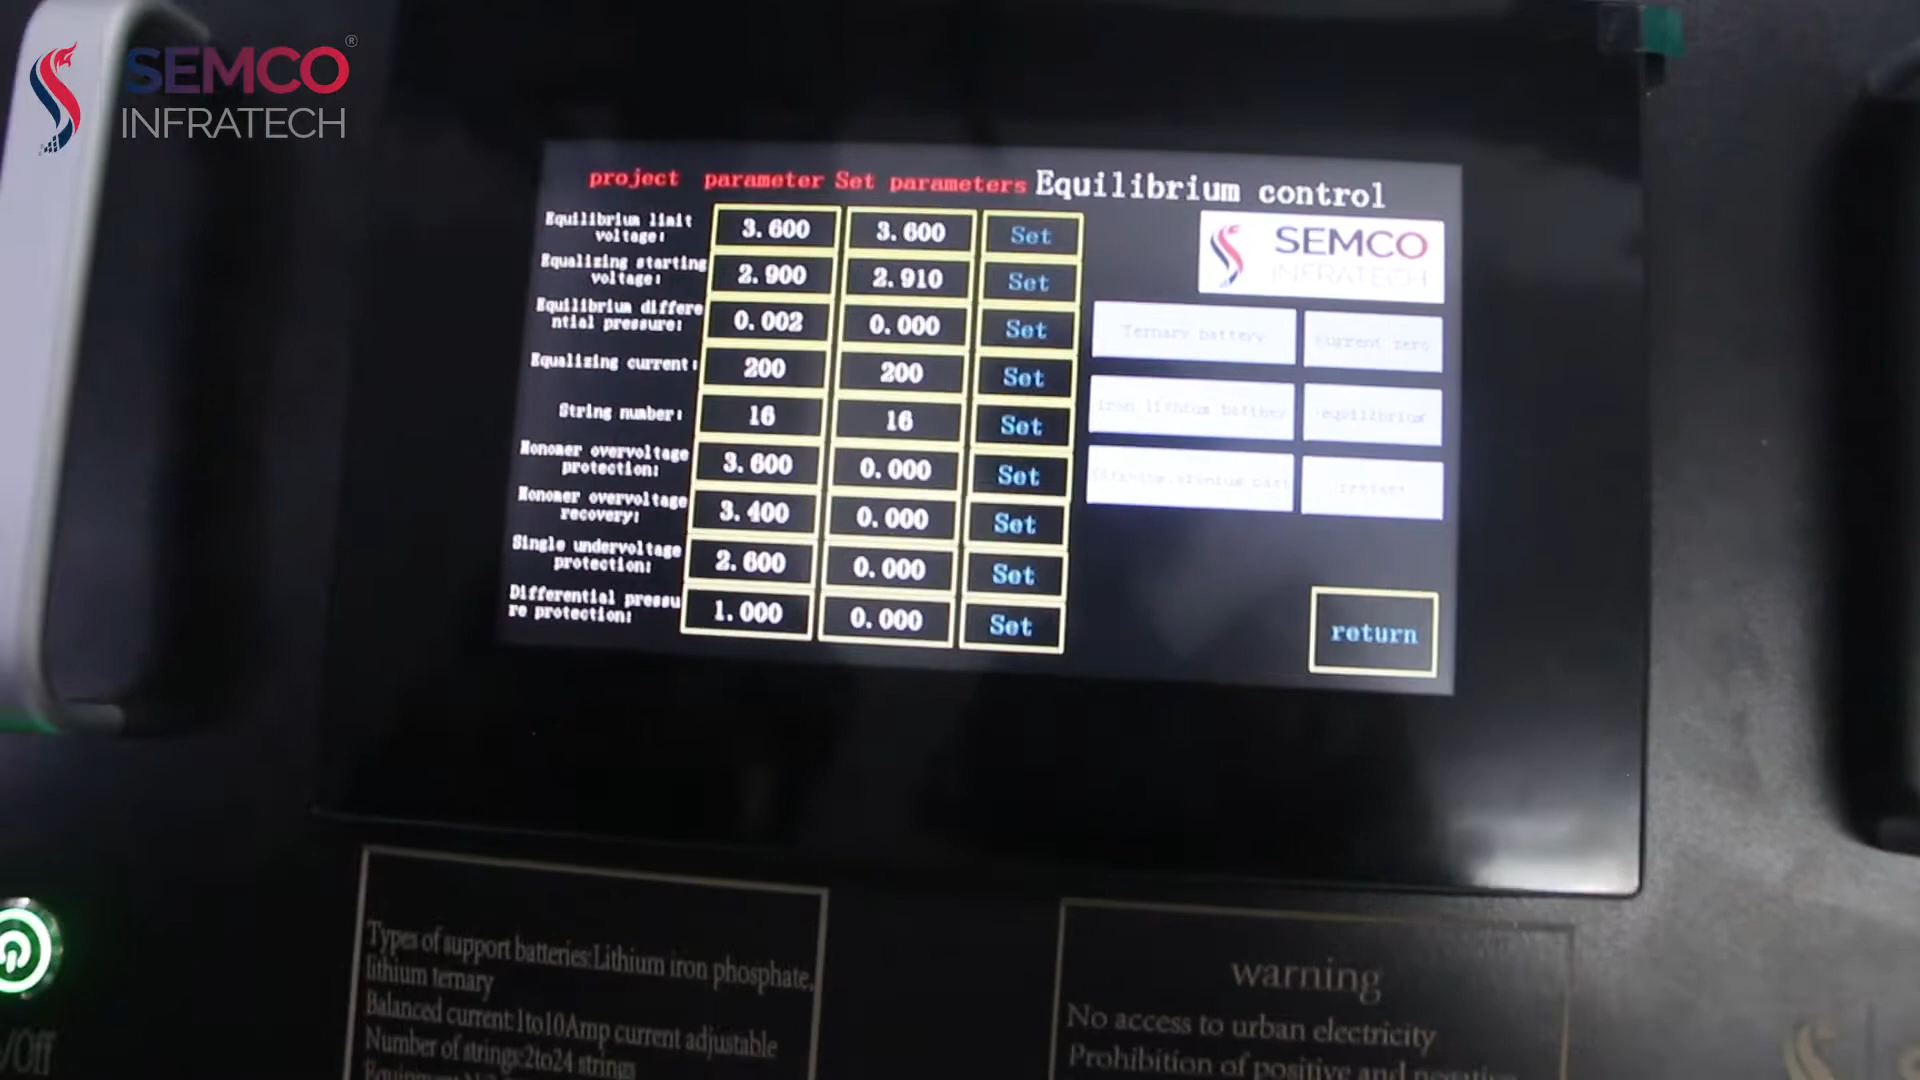 SEMCO ®
INFRATECH
project parameter Set parameters Equilibrium control
Equilibrium limit
voltage: 3.600 3.600 Set
SEMCO
INFRATECH
Equalizing starting
voltage: 2.900 2.910 Set
Equilibrium differe
ntial pressure: 0.002 0.000 Set
Ternary battery current zero
Equalizing current: 200 200 Set
String number: 16 16 Set
iron lithium equilibrium
Monomer overvoltage
protection: 3.600 0.000 Set
Monomer overvoltage
recovery: 3.400 0.000 Set
Single undervoltage
protection: 2.600 0.000 Set
Differential pressu
re protection: 1.000 0.000 Set
return
Types of support batteries:Lithium iron phosphate,
lithium ternary
Balanced current:1to10Amp current adjustable
Number of strings:2to24 strings
warning
No access to urban electricity
Prohibition of positive and negative
/Off